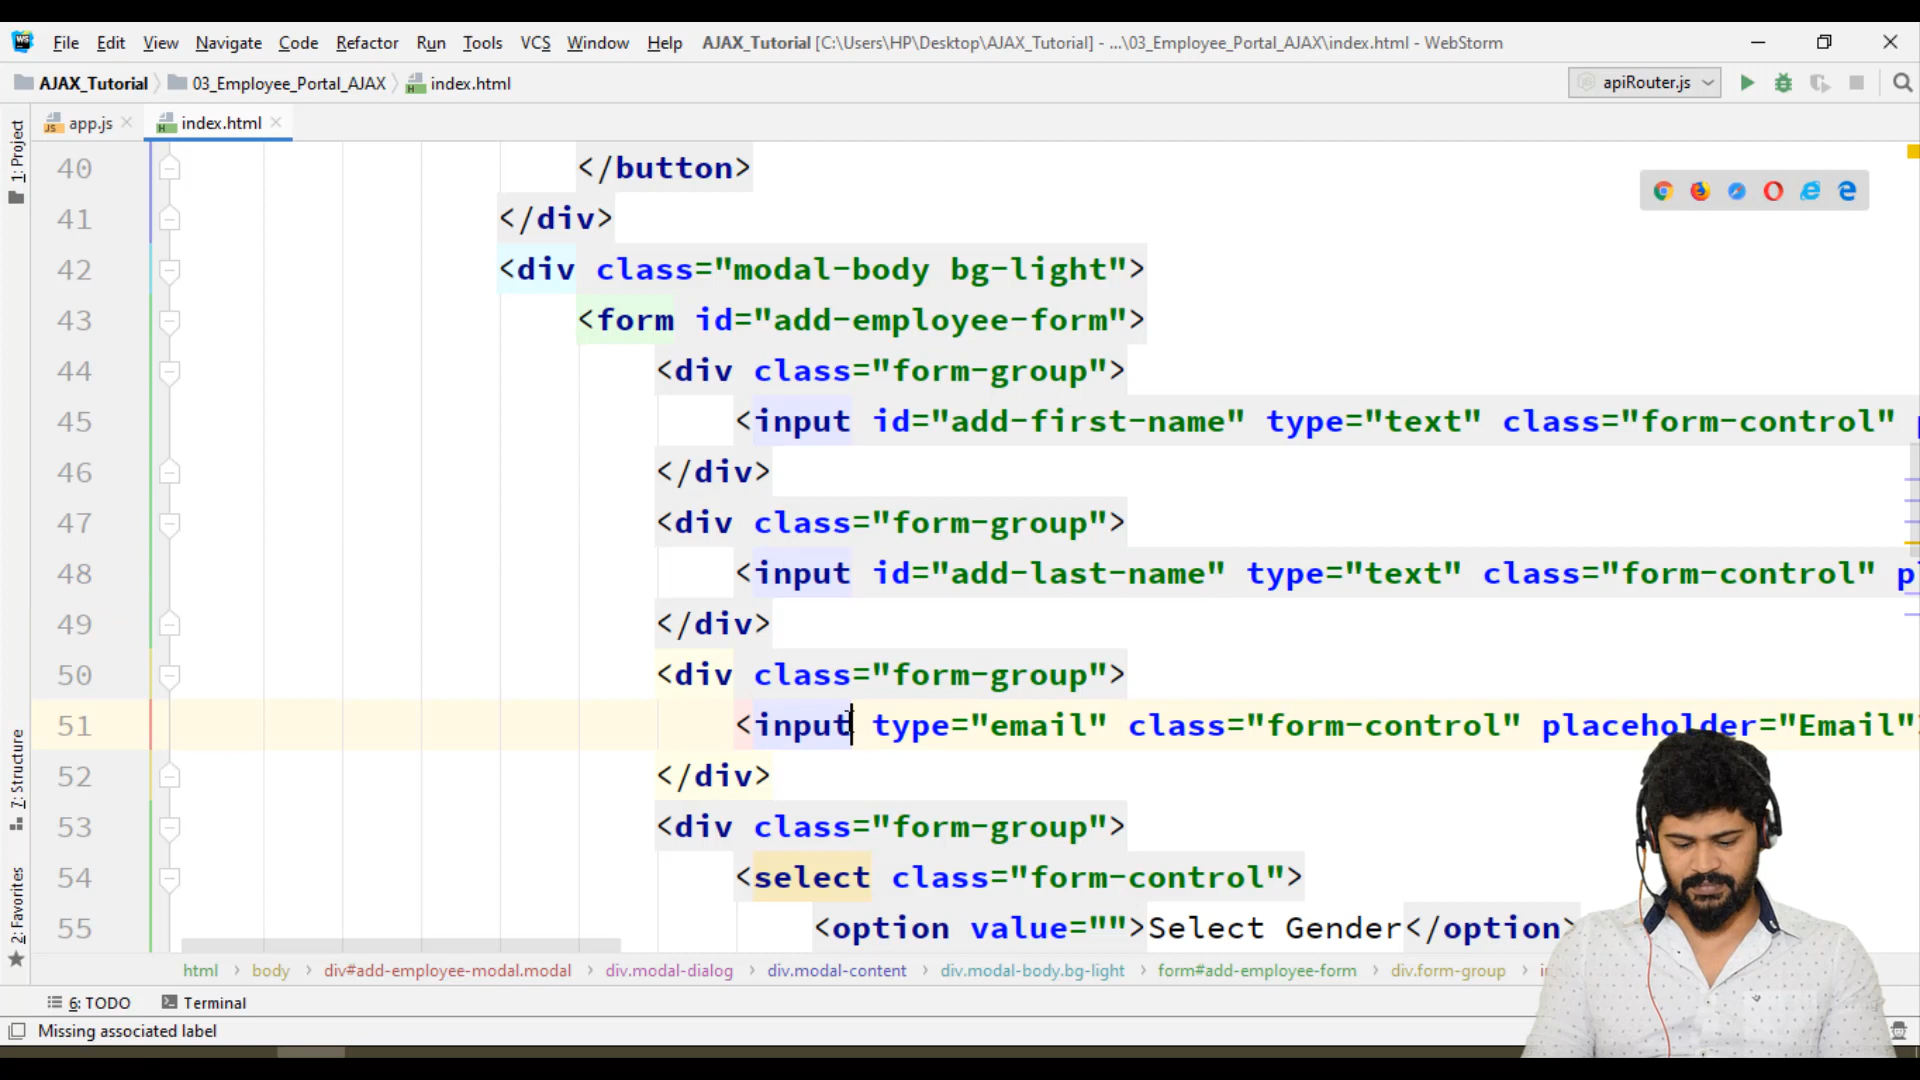 WS File Edit View Navigate Code Refactor Run Tools VCS Window Help AJAX_Tutorial [C:\Users\HP\Desktop\AJAX_Tutorial] - ...\03_Employee_Portal_AJAX\index.html - WebStorm
AJAX_Tutorial 03_Employee_Portal_AJAX index.html apiRouter.js
app.js index.html
1: Project
7: Structure
2: Favorites
40 </button>
41 </div>
42 <div class="modal-body bg-light">
43 <form id="add-employee-form">
44 <div class="form-group">
45 <input id="add-first-name" type="text" class="form-control" p
46 </div>
47 <div class="form-group">
48 <input id="add-last-name" type="text" class="form-control" pl
49 </div>
50 <div class="form-group">
51 <input type="email" class="form-control" placeholder="Email"
52 </div>
53 <div class="form-group">
54 <select class="form-control">
55 <option value="">Select Gender</option>
html body div#add-employee-modal.modal div.modal-dialog div.modal-content div.modal-body.bg-light form#add-employee-form div.form-group
6: TODO Terminal
Missing associated label